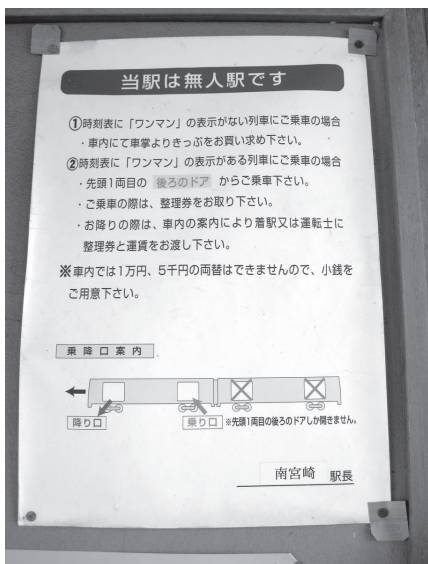 当駅は無人駅です
①時刻表に「ワンマン」の表示がない列車にご乗車の場合
・車内にて車掌よりきっぷをお買い求め下さい。
②時刻表に「ワンマン」の表示がある列車にご乗車の場合
・先頭1両目の 後ろのドア からご乗車下さい。
・ご乗車の際は、整理券をお取り下さい。
・お降りの際は、車内の案内により着駅又は運転士に
整理券と運賃をお渡し下さい。
※車内では1万円、5千円の両替はできませんので、小銭を
ご用意下さい。
乗降口案内
降り口 乗り口 ※先頭1両目の後ろのドアしか開きません。
南宮崎 駅長